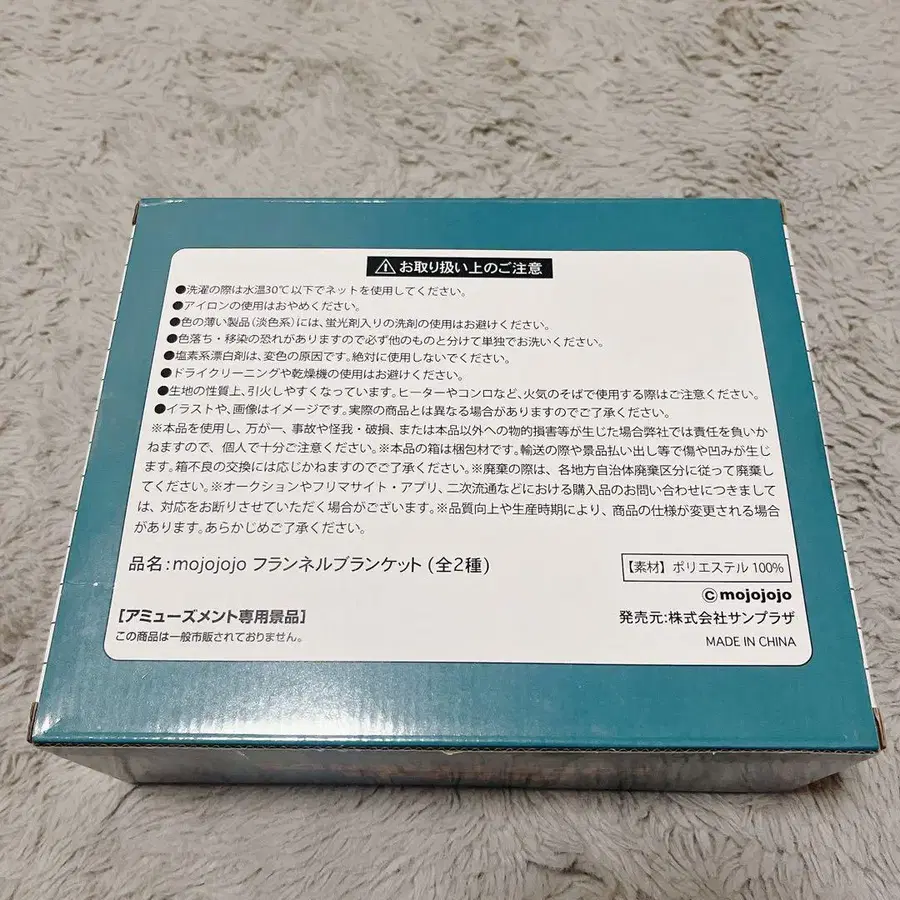 ⚠ お取り扱い上のご注意
●洗濯の際は水温30℃以下でネットを使用してください。
●アイロンの使用はおやめください。
●色の薄い製品(淡色系)には、蛍光剤入りの洗剤の使用はお避けください。
●色落ち・移染の恐れがありますので必ず他のものと分けて単独でお洗いください。
●塩素系漂白剤は、変色の原因です。絶対に使用しないでください。
●ドライクリーニングや乾燥機の使用はお避けください。
●生地の性質上、引火しやすくなっています。ヒーターやコンロなど、火気のそばで使用する際はご注意ください。
●イラストや、画像はイメージです。実際の商品とは異なる場合がありますのでご了承ください。
※本品を使用し、万が一、事故や怪我・破損、または本品以外への物的損害等が生じた場合弊社では責任を負いか
ねますので、個人で十分ご注意ください。※本品の箱は梱包材です。輸送の際や景品払い出し等で傷や凹みが生じ
ます。箱不良の交換には応じかねますのでご了承ください。※廃棄の際は、各地方自治体廃棄区分に従って廃棄し
てください。※オークションやフリマサイト・アプリ、二次流通などにおける購入品のお問い合わせにつきまして
は、対応をお断りさせていただく場合がございます。※品質向上や生産時期により、商品の仕様が変更される場合
があります。あらかじめご了承ください。
品名:mojojojo フランネルブランケット (全2種)
【素材】 ポリエステル 100%
©mojojojo
【アミューズメント専用景品】
発売元:株式会社サンプラザ
この商品は一般市販されておりません。
MADE IN CHINA